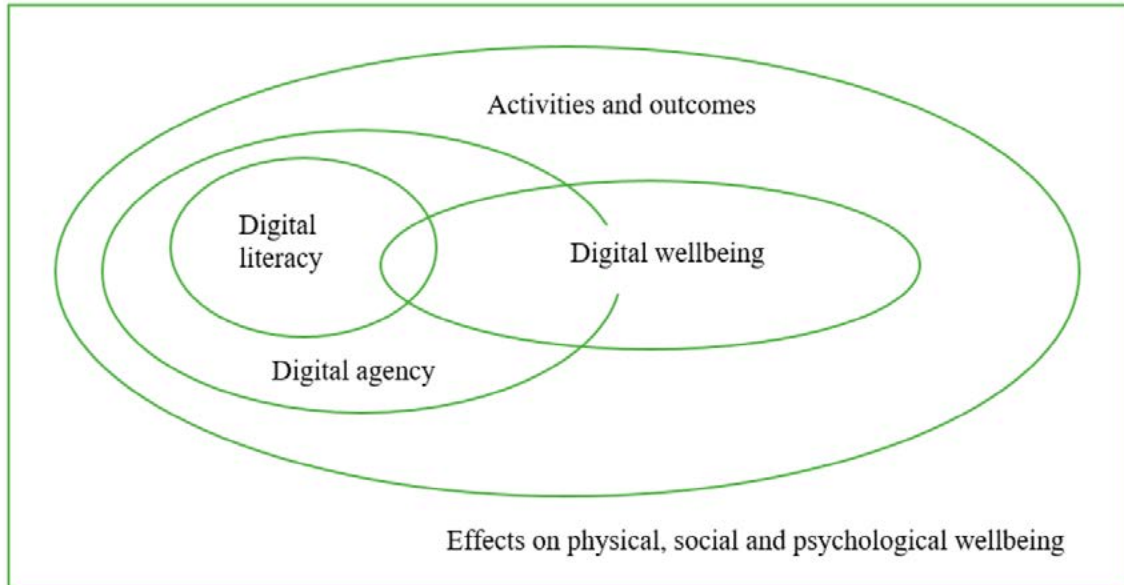 Activities and outcomes
Digital
literacy
Digital wellbeing
Digital agency
Effects on physical, social and psychological wellbeing